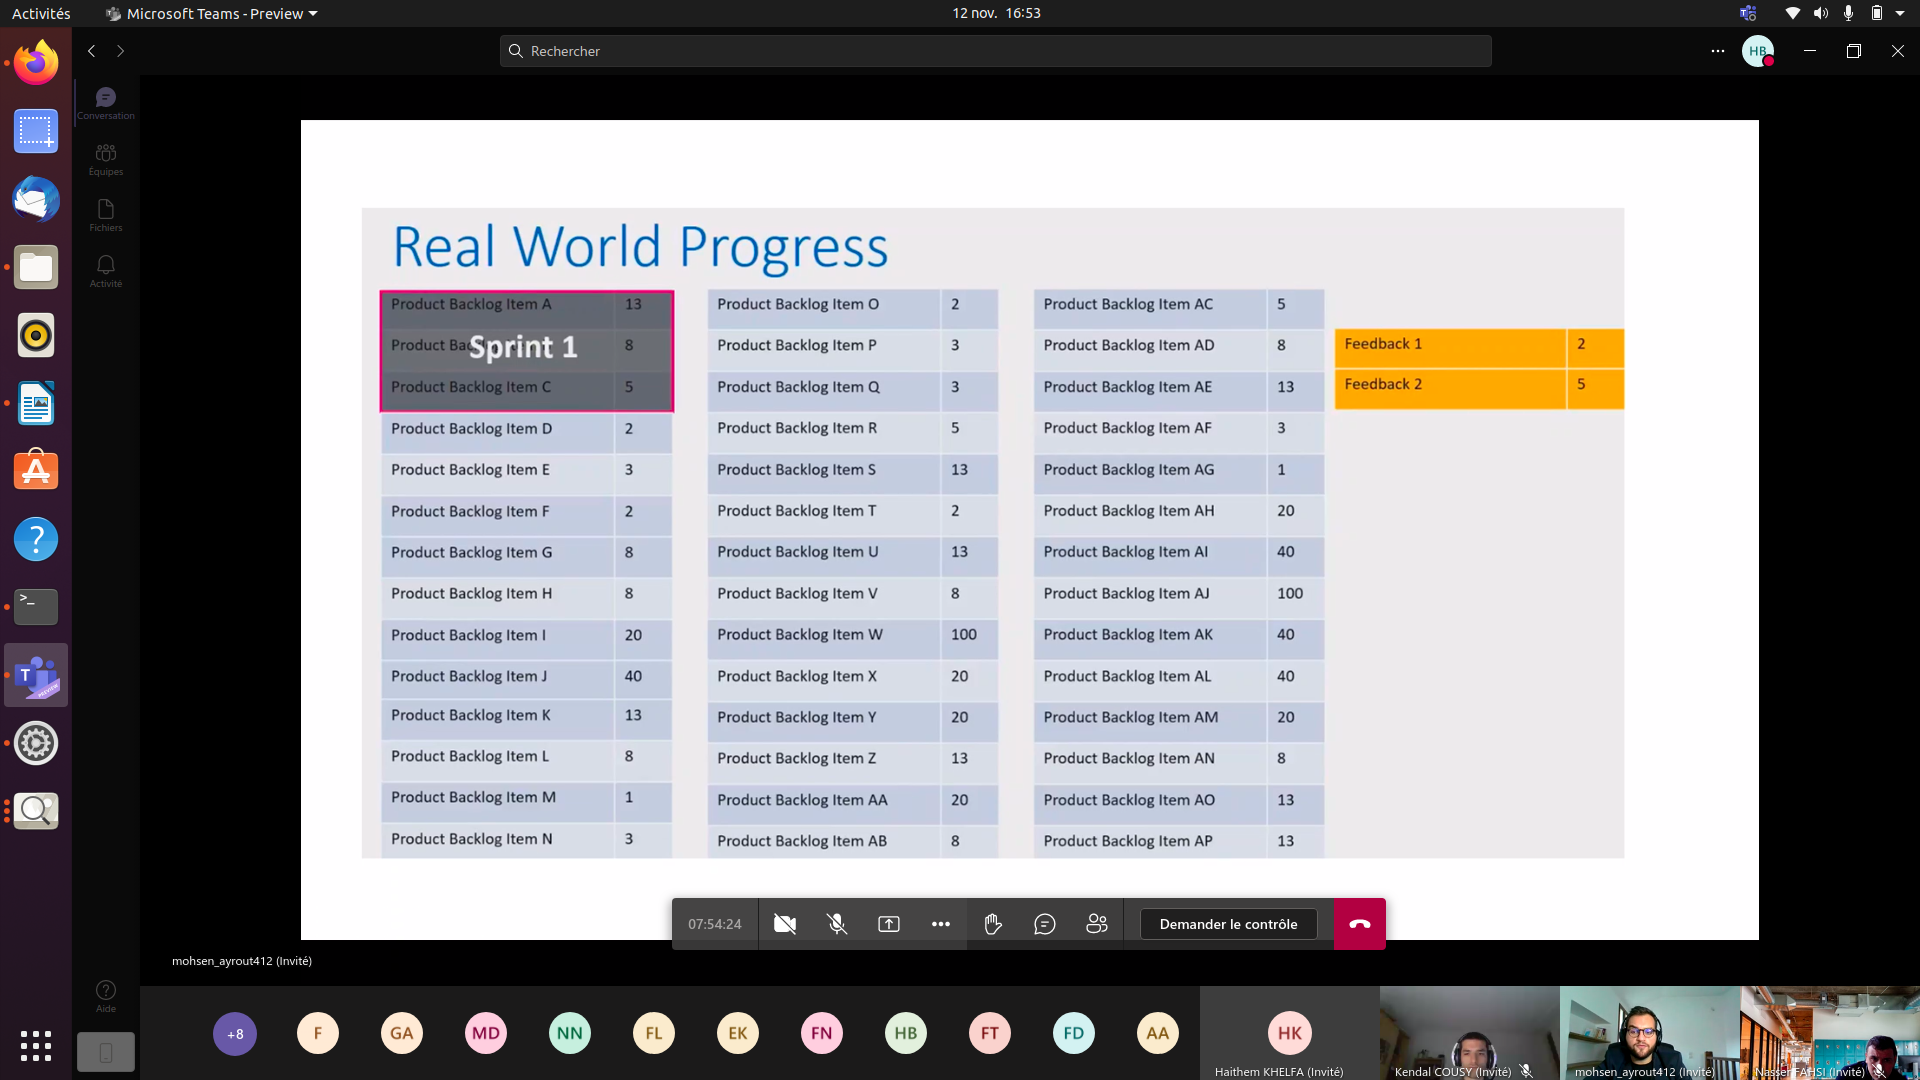 Activités
Microsoft Teams - Preview
12 nov. 16:53
Rechercher
HB
Conversation
Équipes
Fichiers
Activité
Aide
Real World Progress
Product Backlog Item A 13
Product 8
Sprint 1
Product Backlog Item C 5
Product Backlog Item D 2
Product Backlog Item E 3
Product Backlog Item F 2
Product Backlog Item G 8
Product Backlog Item H 8
Product Backlog Item I 20
Product Backlog Item J 40
Product Backlog Item K 13
Product Backlog Item L 8
Product Backlog Item M 1
Product Backlog Item N 3
Product Backlog Item O 2
Product Backlog Item P 3
Product Backlog Item Q 3
Product Backlog Item R 5
Product Backlog Item S 13
Product Backlog Item T 2
Product Backlog Item U 13
Product Backlog Item V 8
Product Backlog Item W 100
Product Backlog Item X 20
Product Backlog Item Y 20
Product Backlog Item Z 13
Product Backlog Item AA 20
Product Backlog Item AB 8
Product Backlog Item AC 5
Product Backlog Item AD 8
Product Backlog Item AE 13
Product Backlog Item AF 3
Product Backlog Item AG 1
Product Backlog Item AH 20
Product Backlog Item AI 40
Product Backlog Item AJ 100
Product Backlog Item AK 40
Product Backlog Item AL 40
Product Backlog Item AM 20
Product Backlog Item AN 8
Product Backlog Item AO 13
Product Backlog Item AP 13
Feedback 1 2
Feedback 2 5
07:54:24
Demander le contrôle
mohsen_ayrout412 (Invité)
+8
F
GA
MD
NN
FL
EK
FN
HB
FT
FD
AA
HK
Haithem KHELFA (Invité)
Kendal COUSY (Invité)
mohsen_ayrout412 (Invité)
Nasser FAHSI (Invité)